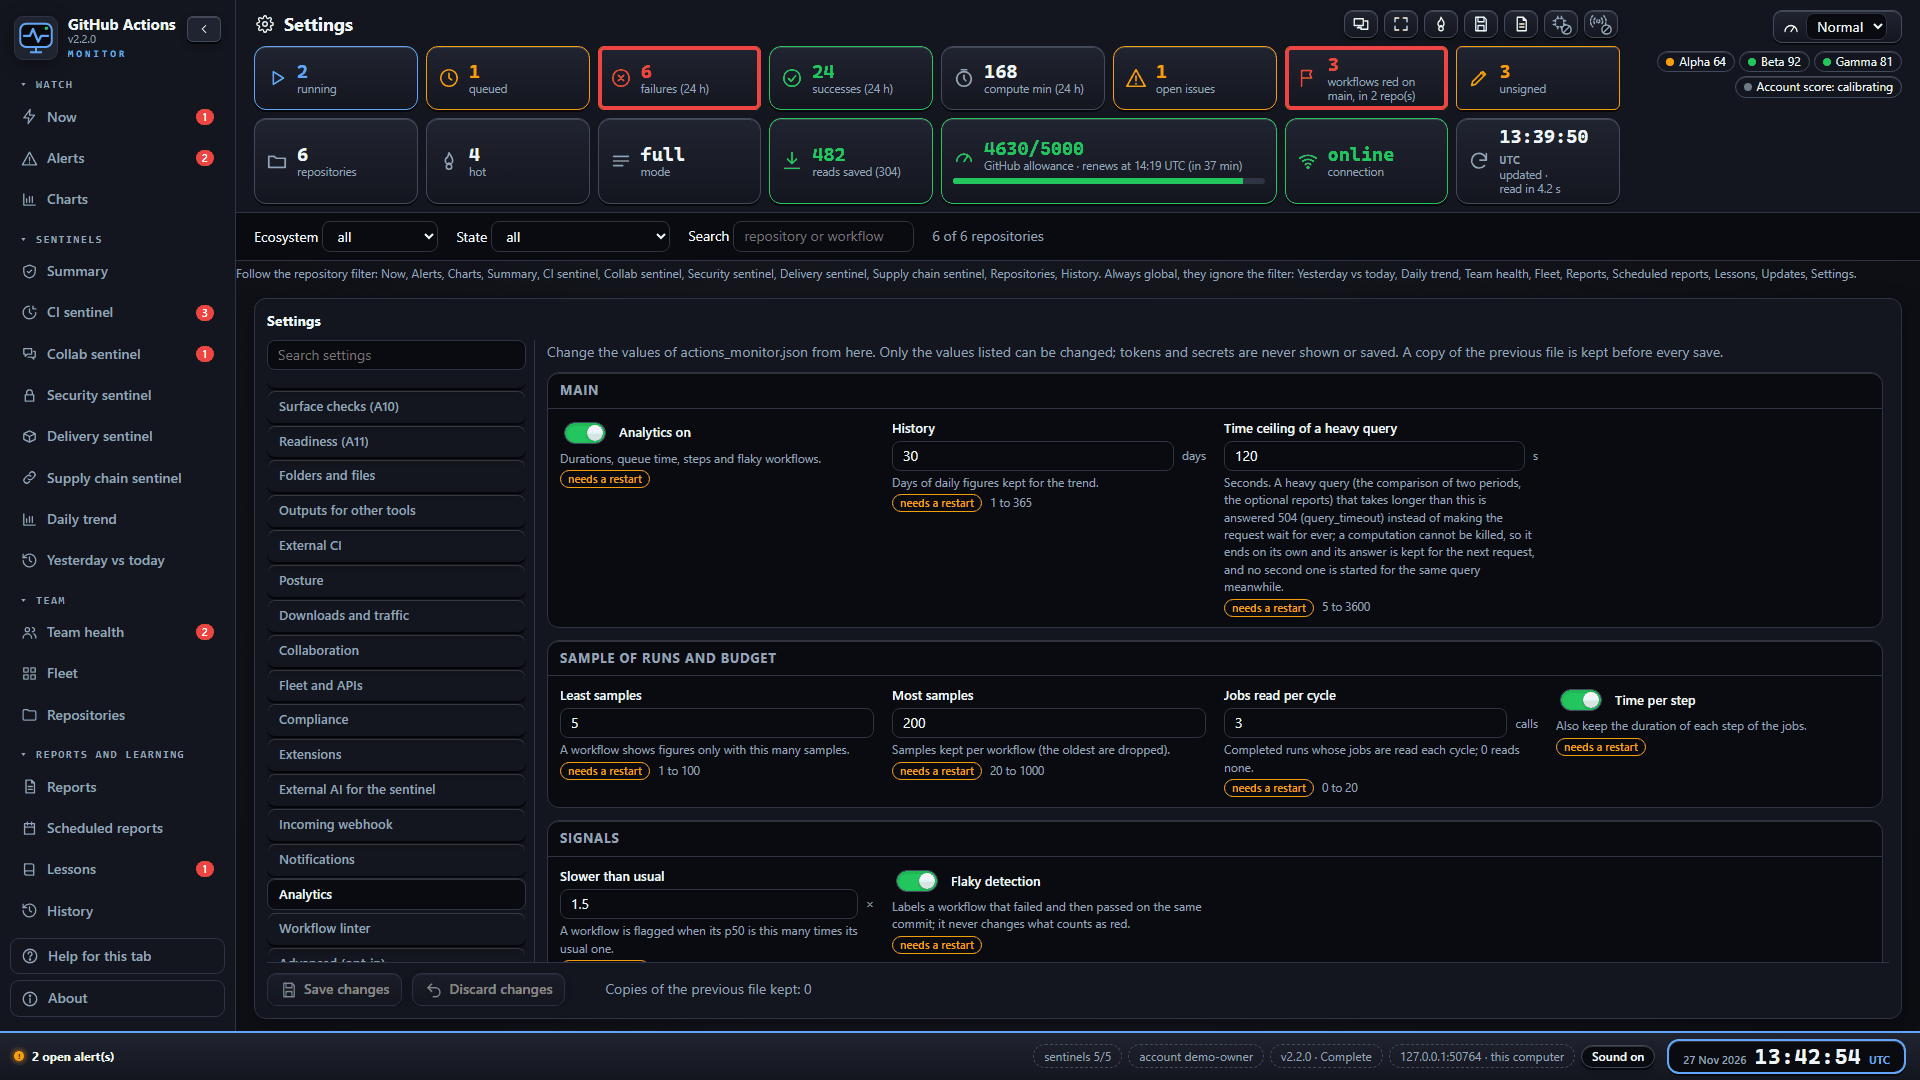 GitHub Actions
v2.2.0
MONITOR
WATCH
Now 1
Alerts 2
Charts
SENTINELS
Summary
CI sentinel 3
Collab sentinel 1
Security sentinel
Delivery sentinel
Supply chain sentinel
Daily trend
Yesterday vs today
TEAM
Team health 2
Fleet
Repositories
REPORTS AND LEARNING
Reports
Scheduled reports
Lessons 1
History
Help for this tab
About
Settings
Normal
Alpha 64
Beta 92
Gamma 81
Account score: calibrating
2
running
1
queued
6
failures (24 h)
24
successes (24 h)
168
compute min (24 h)
1
open issues
3
workflows red on
main, in 2 repo(s)
3
unsigned
6
repositories
4
hot
full
mode
482
reads saved (304)
4630/5000
GitHub allowance · renews at 14:19 UTC (in 37 min)
online
connection
13:39:50
UTC
updated ·
read in 4.2 s
Ecosystem all
State all
Search repository or workflow
6 of 6 repositories
Follow the repository filter: Now, Alerts, Charts, Summary, CI sentinel, Collab sentinel, Security sentinel, Delivery sentinel, Supply chain sentinel, Repositories, History. Always global, they ignore the filter: Yesterday vs today, Daily trend, Team health, Fleet, Reports, Scheduled reports, Lessons, Updates, Settings.
Settings
Search settings
Surface checks (A10)
Readiness (A11)
Folders and files
Outputs for other tools
External CI
Posture
Downloads and traffic
Collaboration
Fleet and APIs
Compliance
Extensions
External AI for the sentinel
Incoming webhook
Notifications
Analytics
Workflow linter
Advanced (opt-in)
Change the values of actions_monitor.json from here. Only the values listed can be changed; tokens and secrets are never shown or saved. A copy of the previous file is kept before every save.
MAIN
Analytics on
Durations, queue time, steps and flaky workflows.
needs a restart
History
30 days
Days of daily figures kept for the trend.
needs a restart 1 to 365
Time ceiling of a heavy query
120 s
Seconds. A heavy query (the comparison of two periods,
the optional reports) that takes longer than this is
answered 504 (query_timeout) instead of making the
request wait for ever; a computation cannot be killed, so it
ends on its own and its answer is kept for the next request,
and no second one is started for the same query
meanwhile.
needs a restart 5 to 3600
SAMPLE OF RUNS AND BUDGET
Least samples
5
A workflow shows figures only with this many samples.
needs a restart 1 to 100
Most samples
200
Samples kept per workflow (the oldest are dropped).
needs a restart 20 to 1000
Jobs read per cycle
3 calls
Completed runs whose jobs are read each cycle; 0 reads
none.
needs a restart 0 to 20
Time per step
Also keep the duration of each step of the jobs.
needs a restart
SIGNALS
Slower than usual
1.5 ×
A workflow is flagged when its p50 is this many times its
usual one.
Flaky detection
Labels a workflow that failed and then passed on the same
commit; it never changes what counts as red.
needs a restart
Save changes
Discard changes
Copies of the previous file kept: 0
2 open alert(s)
sentinels 5/5
account demo-owner
v2.2.0 · Complete
127.0.0.1:50764 · this computer
Sound on
27 Nov 2026 13:42:54 UTC